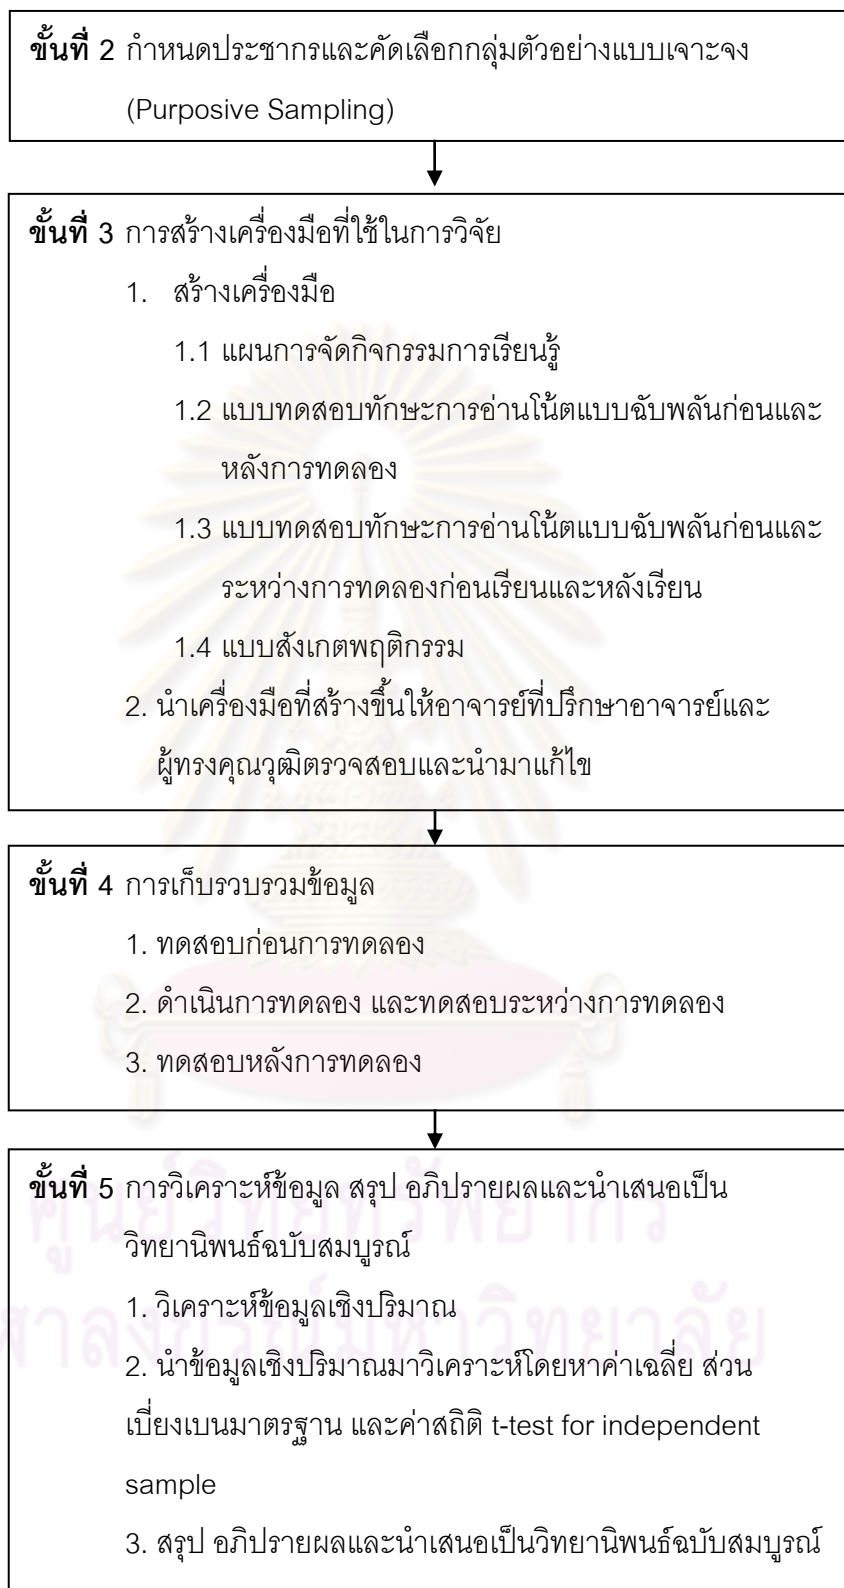 ขั้นที่ 2 กำหนดประชากรและคัดเลือกกลุ่มตัวอย่างแบบเจาะจง
(Purposive Sampling)
ขั้นที่ 3 การสร้างเครื่องมือที่ใช้ในการวิจัย
1. สร้างเครื่องมือ
1.1 แผนการจัดกิจกรรมการเรียนรู้
1.2 แบบทดสอบทักษะการอ่านโน้ตแบบฉับพลันก่อนและ
หลังการทดลอง
1.3 แบบทดสอบทักษะการอ่านโน้ตแบบฉับพลันก่อนและ
ระหว่างการทดลองก่อนเรียนและหลังเรียน
1.4 แบบสังเกตพฤติกรรม
2. นำเครื่องมือที่สร้างขึ้นให้อาจารย์ที่ปรึกษาอาจารย์และ
ผู้ทรงคุณวุฒิตรวจสอบและนำมาแก้ไข
ขั้นที่ 4 การเก็บรวบรวมข้อมูล
1. ทดสอบก่อนการทดลอง
2. ดำเนินการทดลอง และทดสอบระหว่างการทดลอง
3. ทดสอบหลังการทดลอง
ขั้นที่ 5 การวิเคราะห์ข้อมูล สรุป อภิปรายผลและนำเสนอเป็น
วิทยานิพนธ์ฉบับสมบูรณ์
1. วิเคราะห์ข้อมูลเชิงปริมาณ
2. นำข้อมูลเชิงปริมาณมาวิเคราะห์โดยหาค่าเฉลี่ย ส่วน
เบี่ยงเบนมาตรฐาน และค่าสถิติ t-test for independent
sample
3. สรุป อภิปรายผลและนำเสนอเป็นวิทยานิพนธ์ฉบับสมบูรณ์
ศูนย์วิทยทรัพยากร
ฬาลงกรณ์มหาวิทยาลัย